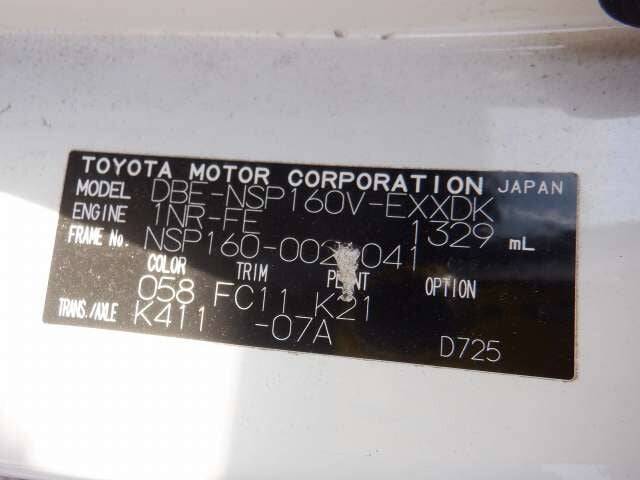 TOYOTA MOTOR CORPORATION JAPAN
MODEL DBE-NSP160V-EXXDK
ENGINE 1NR-FE 1329 mL
FRAME No.
COLOR TRIM PLANT OPTION
058 FC11 K21
TRANS./AXLE K411 -07A
D725